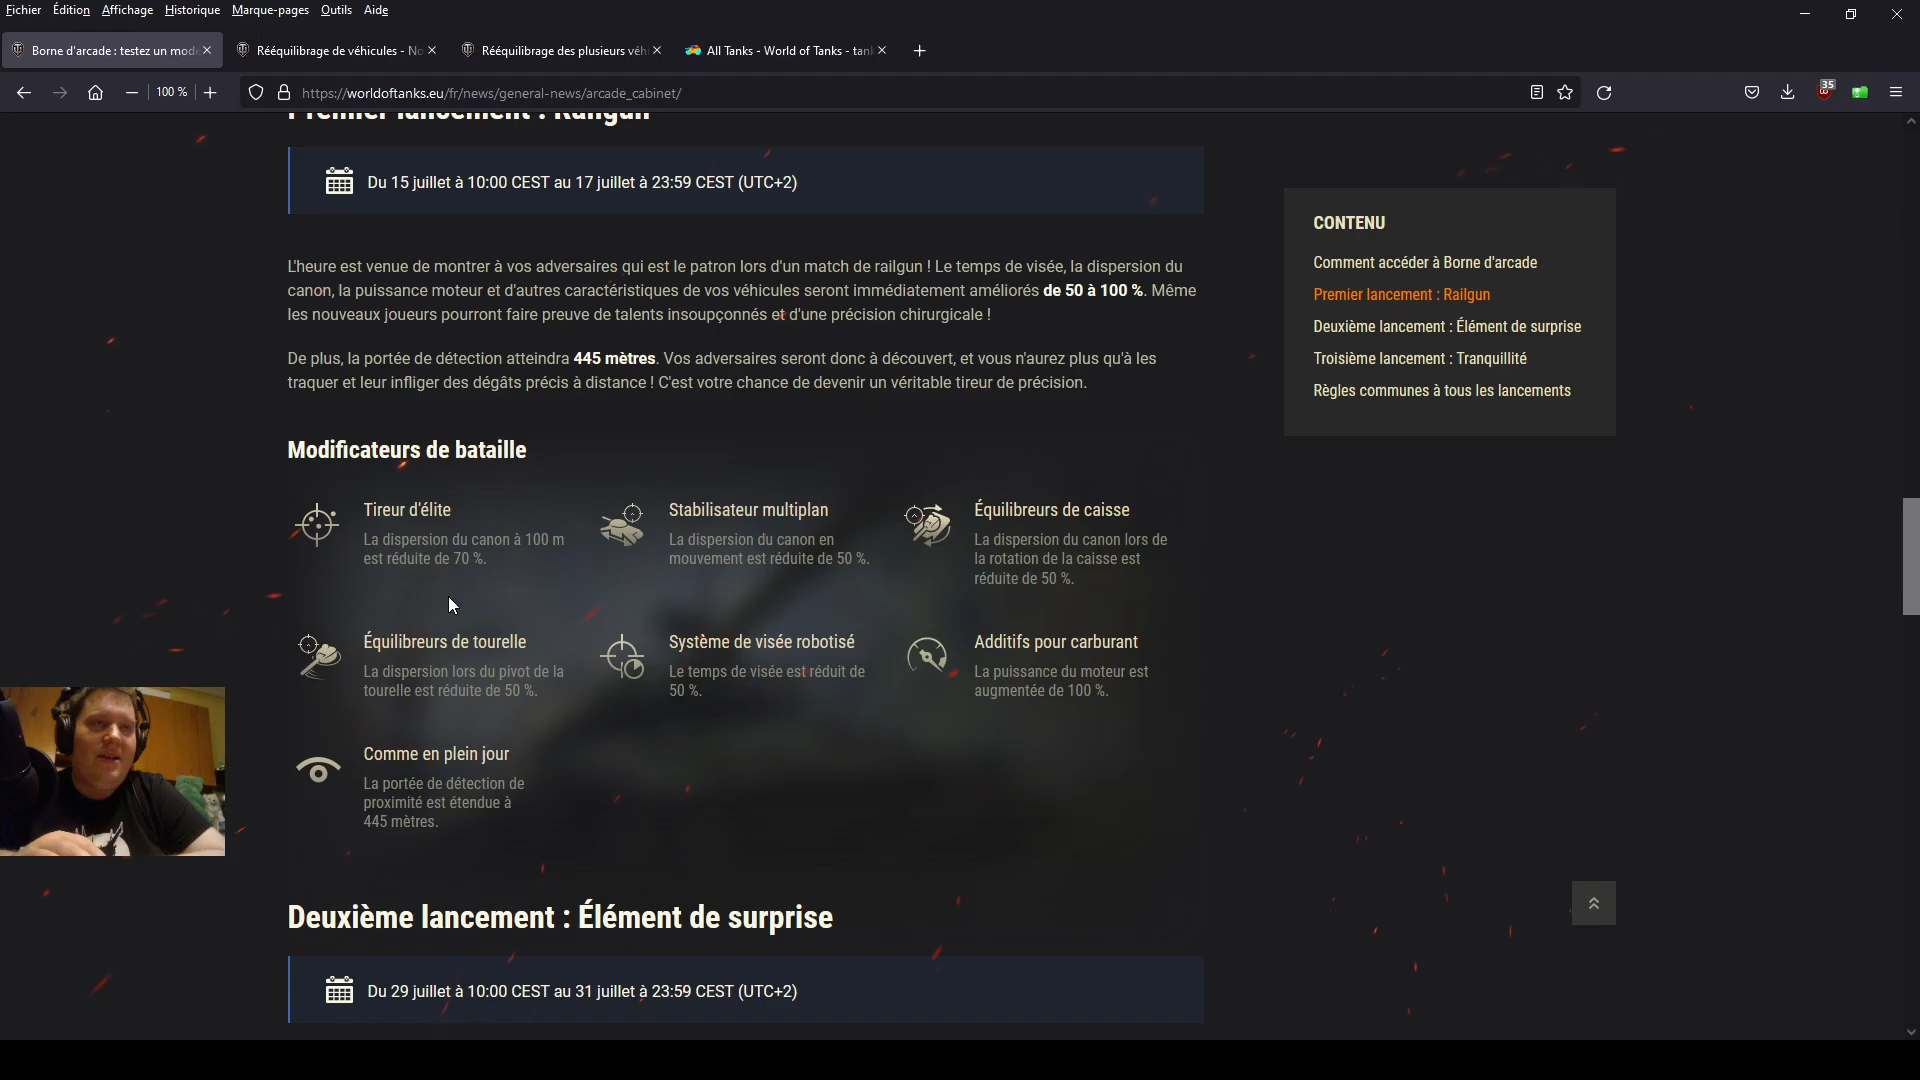 Fichier Édition Affichage Historique Marque-pages Outils Aide
Borne d'arcade : testez un mode
Rééquilibrage de véhicules - No
Rééquilibrage des plusieurs véh
All Tanks - World of Tanks - tan
100 %
https://worldoftanks.eu/fr/news/general-news/arcade_cabinet/
35
Premier lancement : Railgun
Du 15 juillet à 10:00 CEST au 17 juillet à 23:59 CEST (UTC+2)
L'heure est venue de montrer à vos adversaires qui est le patron lors d'un match de railgun ! Le temps de visée, la dispersion du
canon, la puissance moteur et d'autres caractéristiques de vos véhicules seront immédiatement améliorés de 50 à 100 %. Même
les nouveaux joueurs pourront faire preuve de talents insoupçonnés et d'une précision chirurgicale !
De plus, la portée de détection atteindra 445 mètres. Vos adversaires seront donc à découvert, et vous n'aurez plus qu'à les
traquer et leur infliger des dégâts précis à distance ! C'est votre chance de devenir un véritable tireur de précision.
Modificateurs de bataille
Tireur d'élite
La dispersion du canon à 100 m
est réduite de 70 %.
Stabilisateur multiplan
La dispersion du canon en
mouvement est réduite de 50 %.
Équilibreurs de caisse
La dispersion du canon lors de
la rotation de la caisse est
réduite de 50 %.
Équilibreurs de tourelle
La dispersion lors du pivot de la
tourelle est réduite de 50 %.
Système de visée robotisé
Le temps de visée est réduit de
50 %.
Additifs pour carburant
La puissance du moteur est
augmentée de 100 %.
Comme en plein jour
La portée de détection de
proximité est étendue à
445 mètres.
Deuxième lancement : Élément de surprise
Du 29 juillet à 10:00 CEST au 31 juillet à 23:59 CEST (UTC+2)
CONTENU
Comment accéder à Borne d'arcade
Premier lancement : Railgun
Deuxième lancement : Élément de surprise
Troisième lancement : Tranquillité
Règles communes à tous les lancements